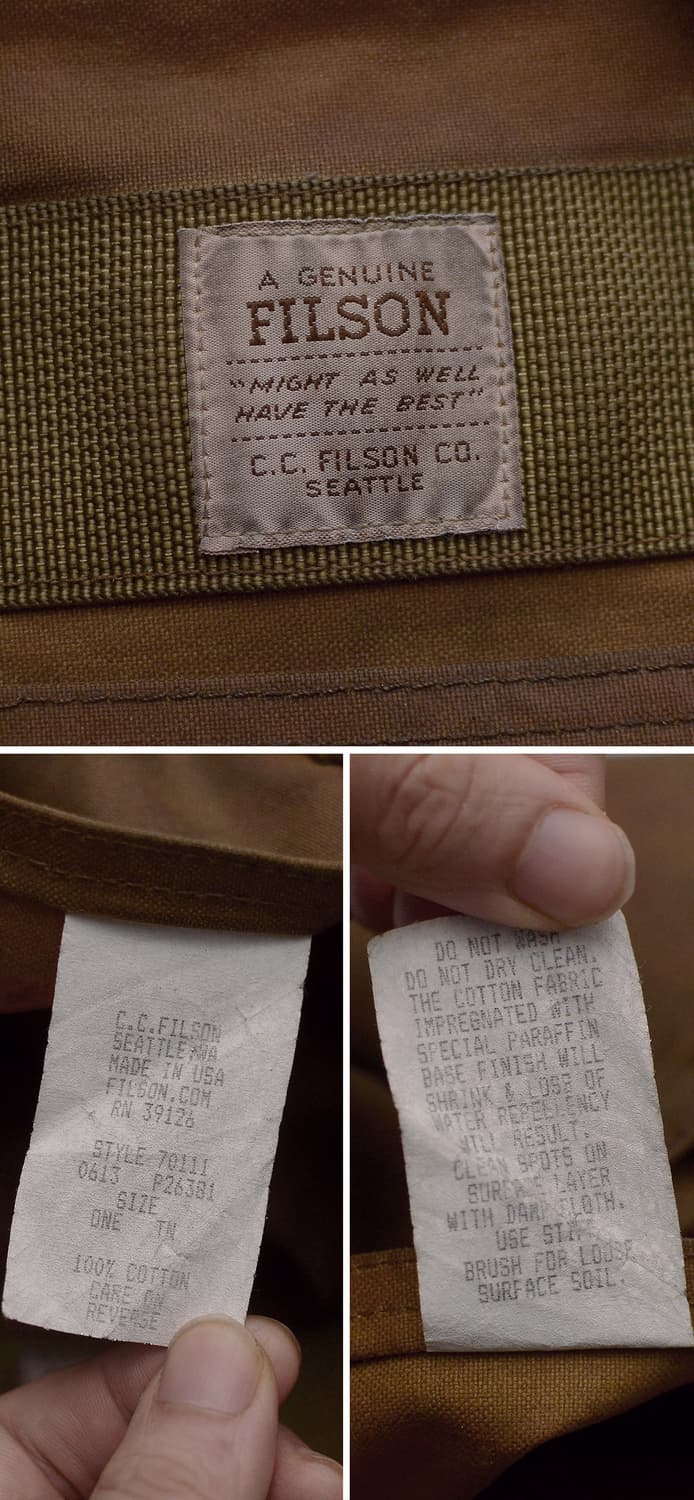 A GENUINE
FILSON
"MIGHT AS WELL
HAVE THE BEST"
C.C. FILSON CO.
SEATTLE
C.C.FILSON
SEATTLE WA
MADE IN USA
FILSON.COM
RN 39126
STYLE 70111
0613 P26381
SIZE
ONE TN
100% COTTON
CARE ON
REVERSE
DO NOT WASH
DO NOT DRY CLEAN.
THE COTTON FABRIC
IMPREGNATED WITH
SPECIAL PARAFFIN
BASE FINISH WILL
SHRINK & LOSS OF
WATER REPELLENCY
WILL RESULT.
CLEAN SPOTS ON
SURFACE LAYER
WITH DAMP CLOTH.
USE STIFF
BRUSH FOR LOOSE
SURFACE SOIL.